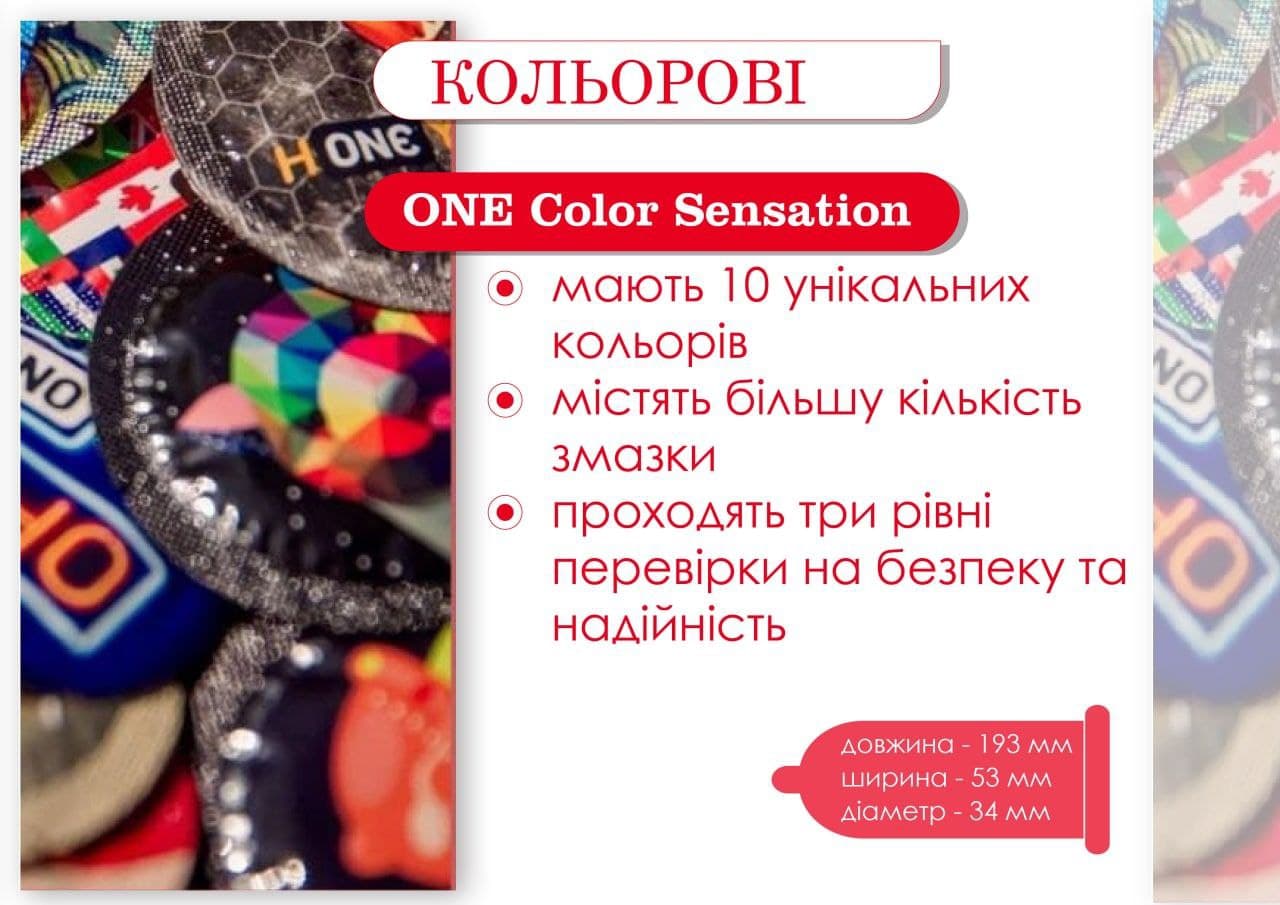 КОЛЬОРОВІ
H ONE Y
ONE Color Sensation
мають 10 унікальних
кольорів
містять більшу кількість
змазки
проходять три рівні
перевірки на безпеку та
надійність
довжина - 193 мм
ширина - 53 мм
діаметр - 34 мм